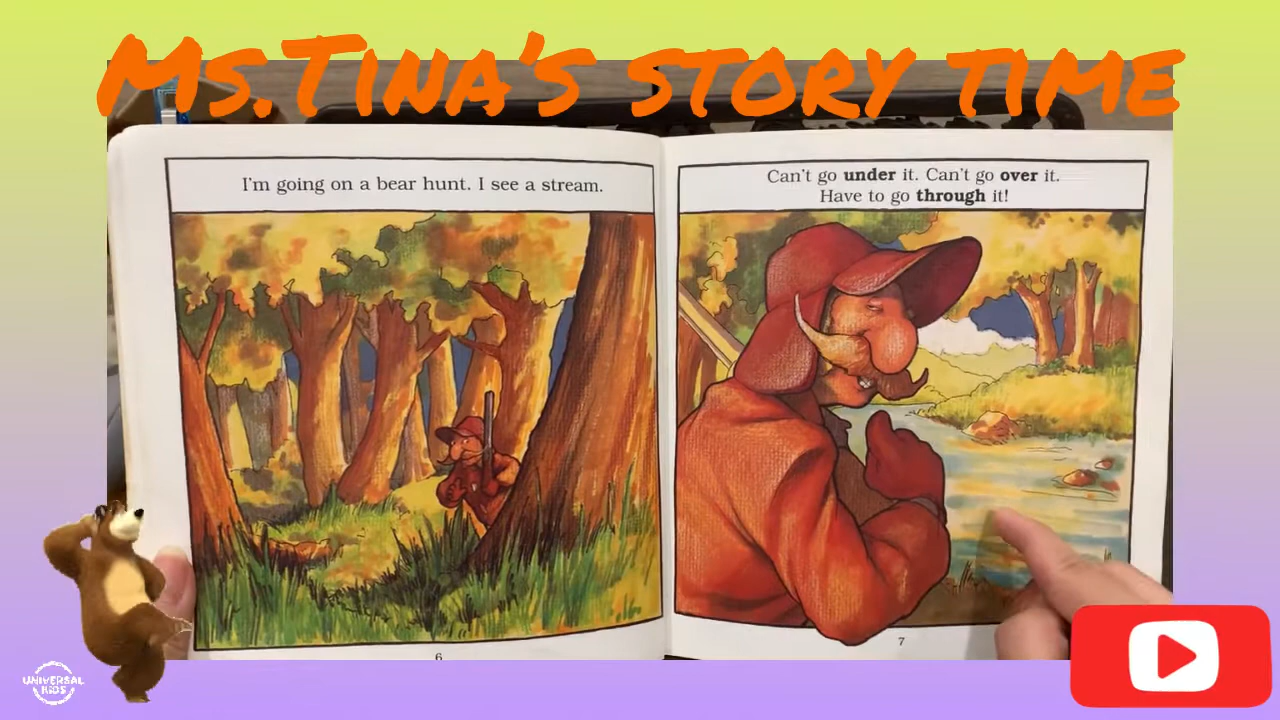 Ms.Tina's story time
I'm going on a bear hunt. I see a stream.
6
Can't go under it. Can't go over it.
Have to go through it!
7
UNIVERSAL
KIDS